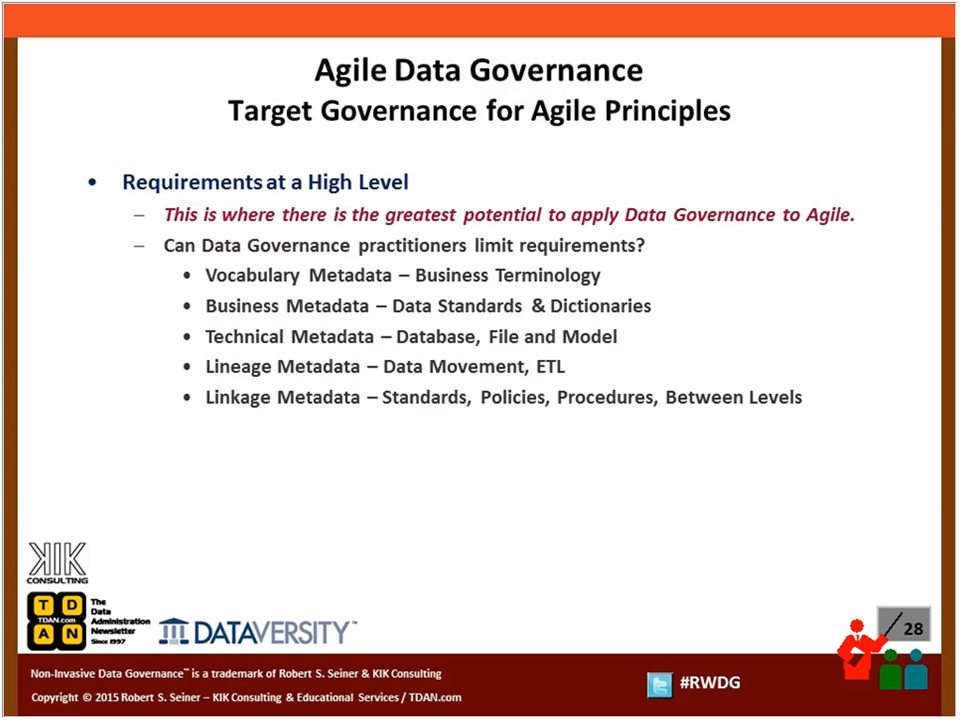 Agile Data Governance
Target Governance for Agile Principles
• Requirements at a High Level
– This is where there is the greatest potential to apply Data Governance to Agile.
– Can Data Governance practitioners limit requirements?
• Vocabulary Metadata – Business Terminology
• Business Metadata – Data Standards & Dictionaries
• Technical Metadata – Database, File and Model
• Lineage Metadata – Data Movement, ETL
• Linkage Metadata – Standards, Policies, Procedures, Between Levels
KIK
CONSULTING
T D
TDAN.com
A N
The
Data
Administration
Newsletter
Since 1997
DATAVERSITY™
28
Non-Invasive Data Governance™ is a trademark of Robert S. Seiner & KIK Consulting
Copyright © 2015 Robert S. Seiner – KIK Consulting & Educational Services / TDAN.com
#RWDG